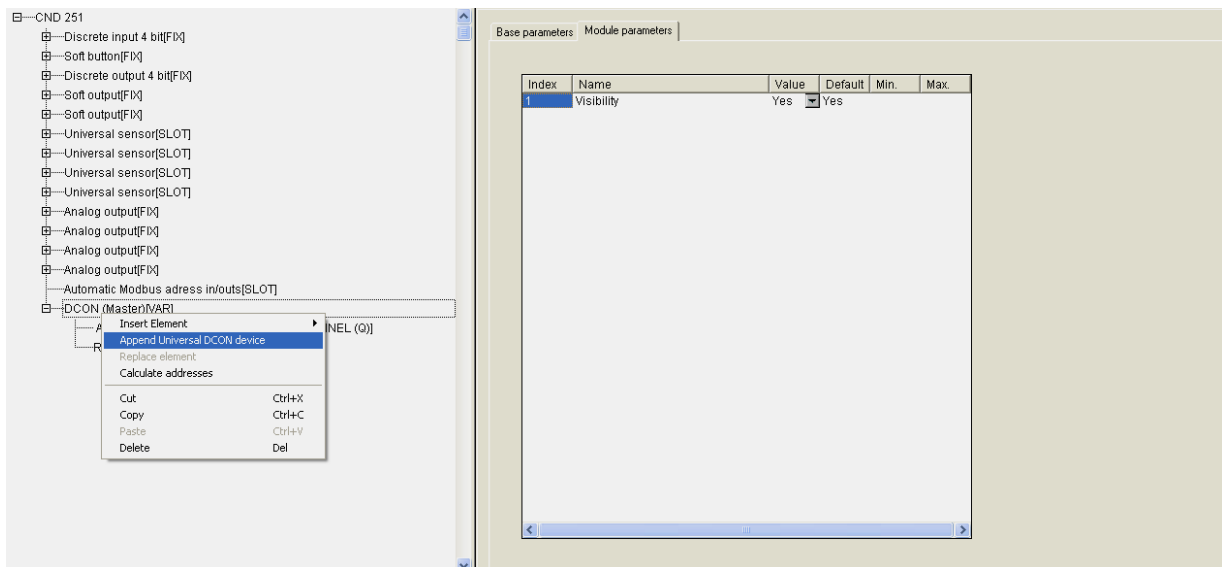 CND 251
Discrete input 4 bit[FIX]
Soft button[FIX]
Discrete output 4 bit[FIX]
Soft output[FIX]
Soft output[FIX]
Universal sensor[SLOT]
Universal sensor[SLOT]
Universal sensor[SLOT]
Universal sensor[SLOT]
Analog output[FIX]
Analog output[FIX]
Analog output[FIX]
Analog output[FIX]
Automatic Modbus adress in/outs[SLOT]
DCON (Master)[VAR]
A NNEL (Q)]
R
Insert Element
Append Universal DCON device
Replace element
Calculate addresses
Cut Ctrl+X
Copy Ctrl+C
Paste Ctrl+V
Delete Del
Base parameters Module parameters
Index Name Value Default Min. Max.
1 Visibility Yes Yes